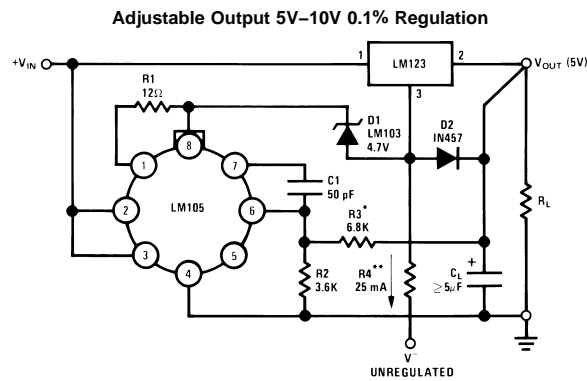 Adjustable Output 5V–10V 0.1% Regulation
+VIN
1
LM123
2
VOUT (5V)
3
R1
12Ω
D1
LM103
4.7V
D2
IN457
8
1
7
C1
50 pF
2
LM105
6
R3*
6.8K
RL
3
5
4
R2
3.6K
R4**
25 mA
+
CL
≥5μF
V–
UNREGULATED